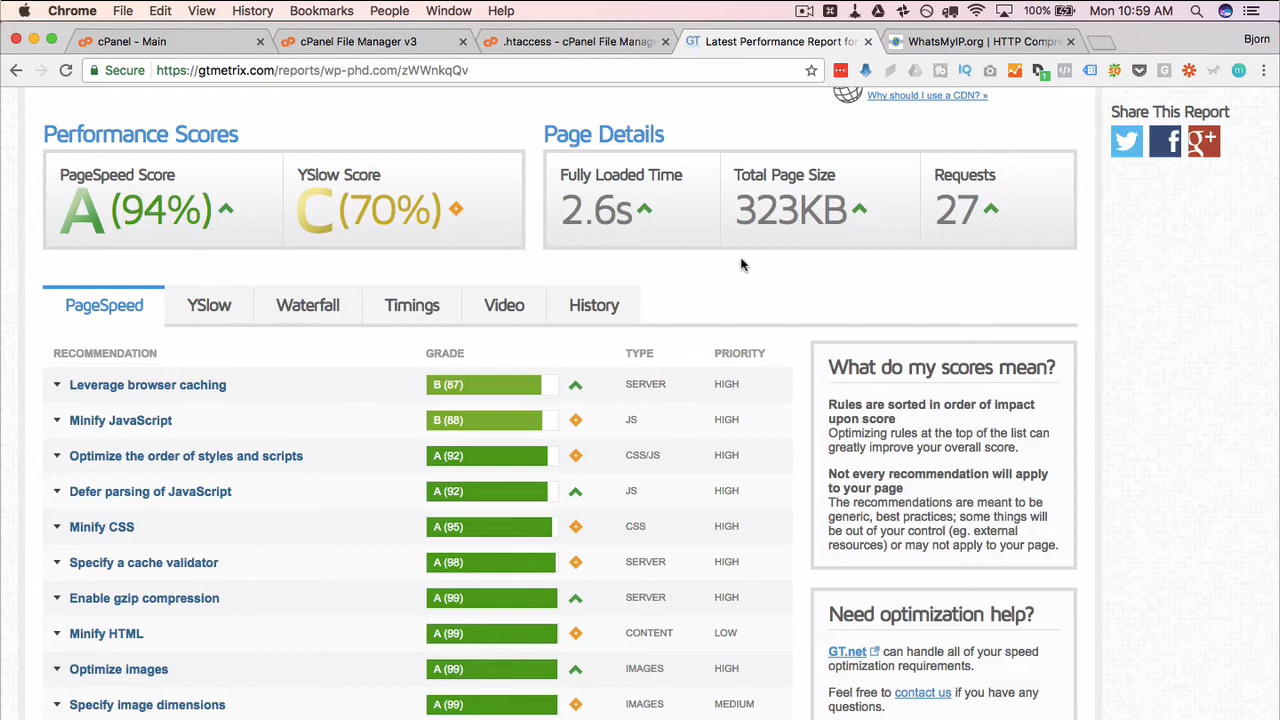 Chrome File Edit View History Bookmarks People Window Help 100% Mon 10:59 AM
cPanel - Main cPanel File Manager v3 .htaccess - cPanel File Manag GT Latest Performance Report for WhatsMyIP.org | HTTP Compre Bjorn
Secure https://gtmetrix.com/reports/wp-phd.com/zWWnkqQv
Why should I use a CDN? »
Share This Report
Performance Scores
Page Details
PageSpeed Score
A (94%)
YSlow Score
C (70%)
Fully Loaded Time
2.6s
Total Page Size
323KB
Requests
27
PageSpeed YSlow Waterfall Timings Video History
RECOMMENDATION GRADE TYPE PRIORITY
Leverage browser caching B (87) SERVER HIGH
Minify JavaScript B (88) JS HIGH
Optimize the order of styles and scripts A (92) CSS/JS HIGH
Defer parsing of JavaScript A (92) JS HIGH
Minify CSS A (95) CSS HIGH
Specify a cache validator A (98) SERVER HIGH
Enable gzip compression A (99) SERVER HIGH
Minify HTML A (99) CONTENT LOW
Optimize images A (99) IMAGES HIGH
Specify image dimensions A (99) IMAGES MEDIUM
What do my scores mean?
Rules are sorted in order of impact
upon score
Optimizing rules at the top of the list can
greatly improve your overall score.
Not every recommendation will apply
to your page
The recommendations are meant to be
generic, best practices; some things will
be out of your control (eg. external
resources) or may not apply to your page.
Need optimization help?
GT.net can handle all of your speed
optimization requirements.
Feel free to contact us if you have any
questions.